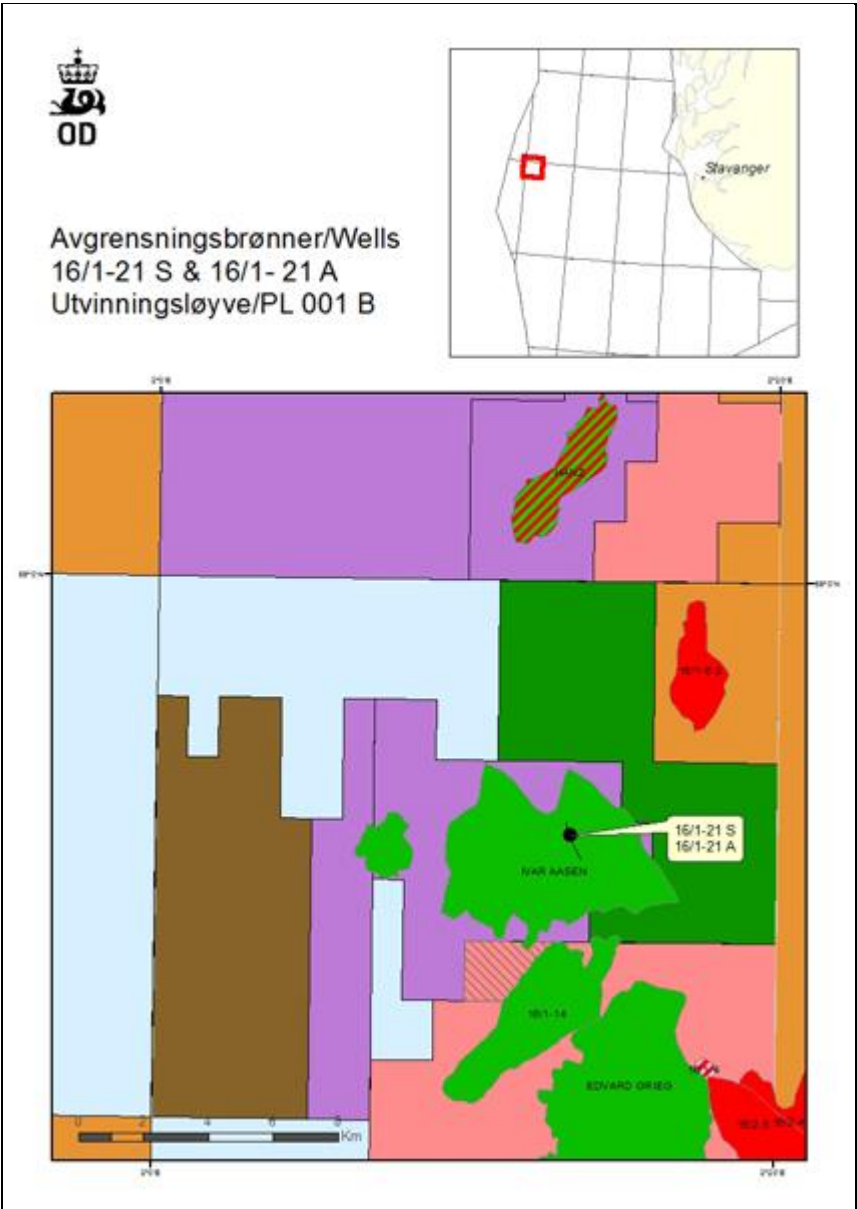 OD
Stavanger
Avgrensningsbrønner/Wells
16/1-21 S & 16/1- 21 A
Utvinningsløyve/PL 001 B
HANZ
16/1-21 S
16/1-21 A
IVAR AASEN
16/1-14
EDVARD GRIEG
0 2 4 6 8
Km